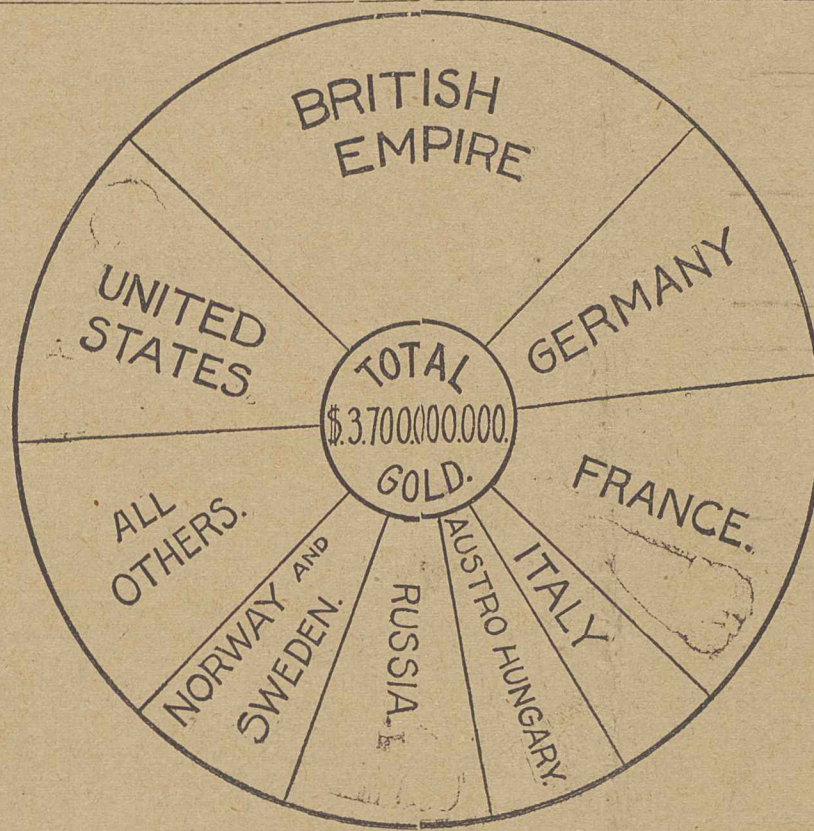 BRITISH
EMPIRE
GERMANY
FRANCE.
ITALY
AUSTRO HUNGARY.
RUSSIA.
NORWAY AND
SWEDEN.
ALL
OTHERS.
UNITED
STATES
TOTAL
$.3.700.000.000.
GOLD.